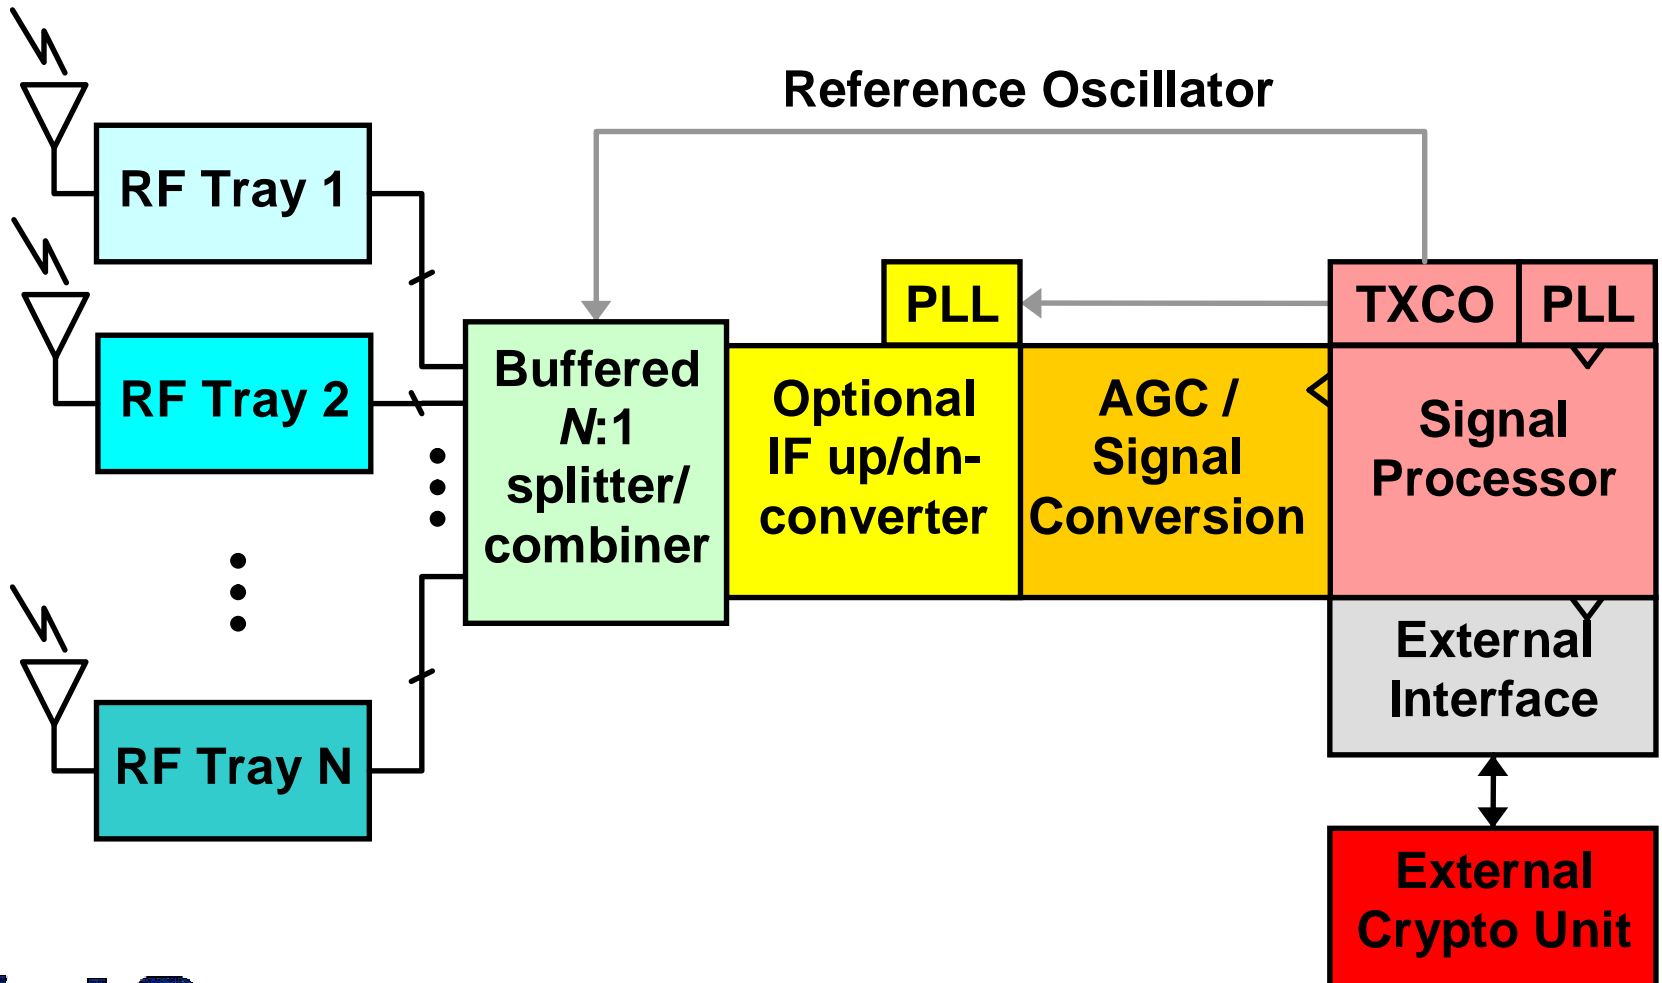 Reference Oscillator
RF Tray 1
RF Tray 2
RF Tray N
Buffered
N:1
splitter/
combiner
PLL
Optional
IF up/dn-
converter
AGC /
Signal
Conversion
TXCO
PLL
Signal
Processor
External
Interface
External
Crypto Unit